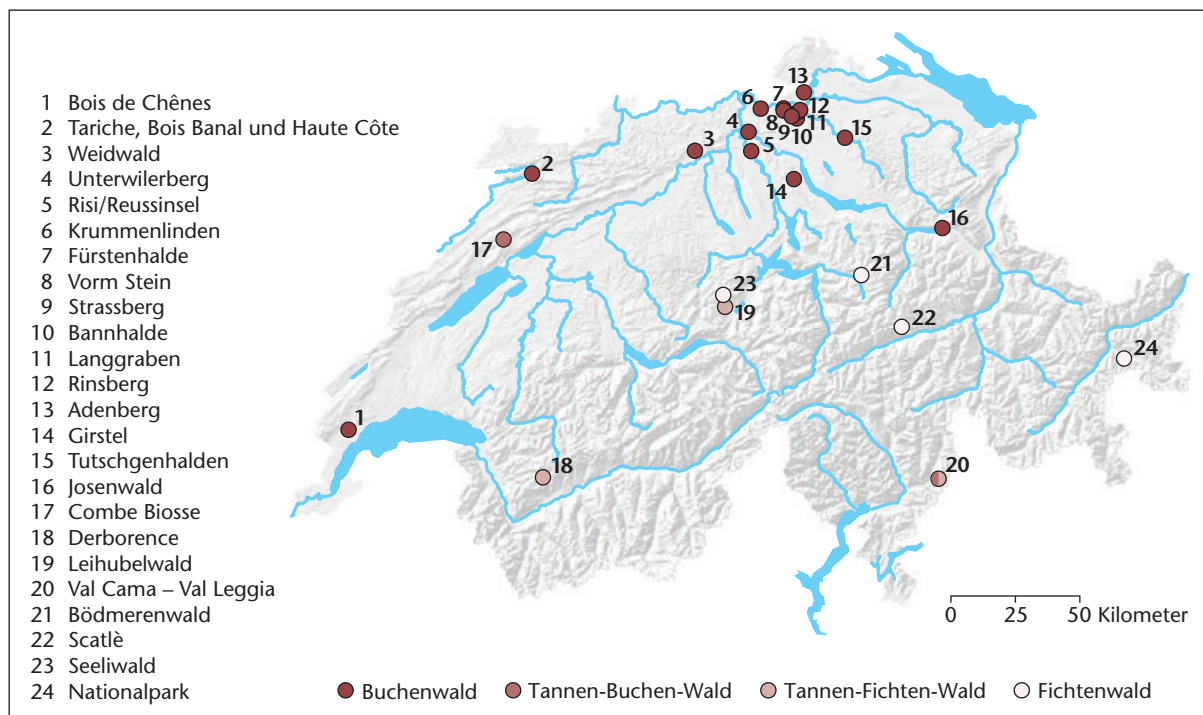 1 Bois de Chênes
2 Tariche, Bois Banal und Haute Côte
3 Weidwald
4 Unterwilerberg
5 Risi/Reussinsel
6 Krummenlinden
7 Fürstenhalde
8 Vorm Stein
9 Strassberg
10 Bannhalde
11 Langgraben
12 Rinsberg
13 Adenberg
14 Girstel
15 Tutschgenhalden
16 Josenwald
17 Combe Biosse
18 Derborence
19 Leihubelwald
20 Val Cama – Val Leggia
21 Bödmerenwald
22 Scatlè
23 Seeliwald
24 Nationalpark
13
6
7
12
8
11
4
9
10
15
3
5
2
14
16
17
21
23
19
22
24
1
18
20
0 25 50 Kilometer
Buchenwald Tannen-Buchen-Wald Tannen-Fichten-Wald Fichtenwald